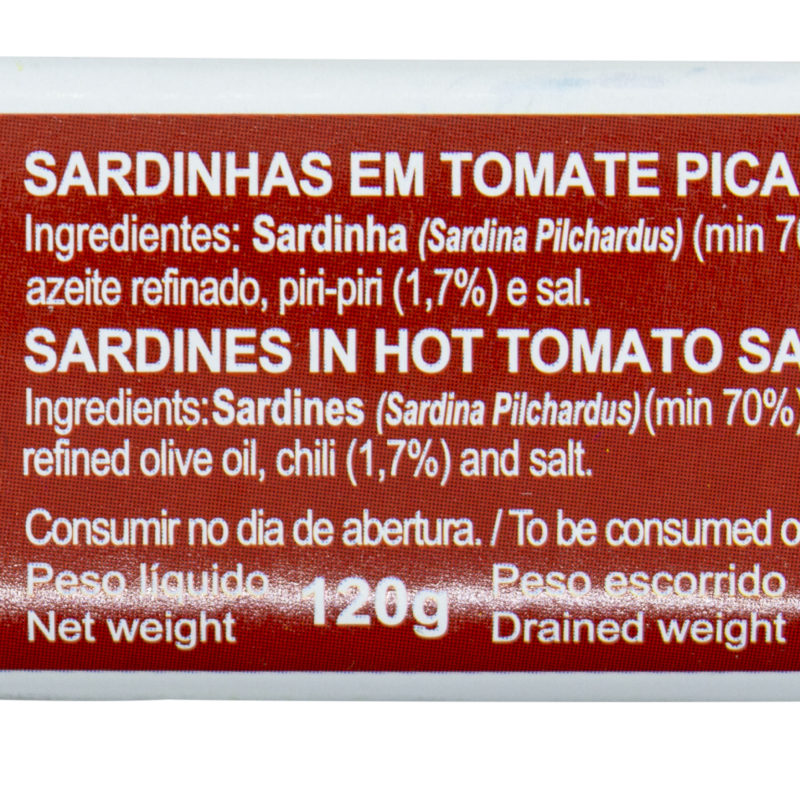 SARDINHAS EM TOMATE PICA
Ingredientes: Sardinha (Sardina Pilchardus) (min 7
azeite refinado, piri-piri (1,7%) e sal.
SARDINES IN HOT TOMATO SA
Ingredients: Sardines (Sardina Pilchardus) (min 70%)
refined olive oil, chili (1,7%) and salt.
Consumir no dia de abertura. / To be consumed o
Peso líquido 120g Peso escorrido
Net weight Drained weight